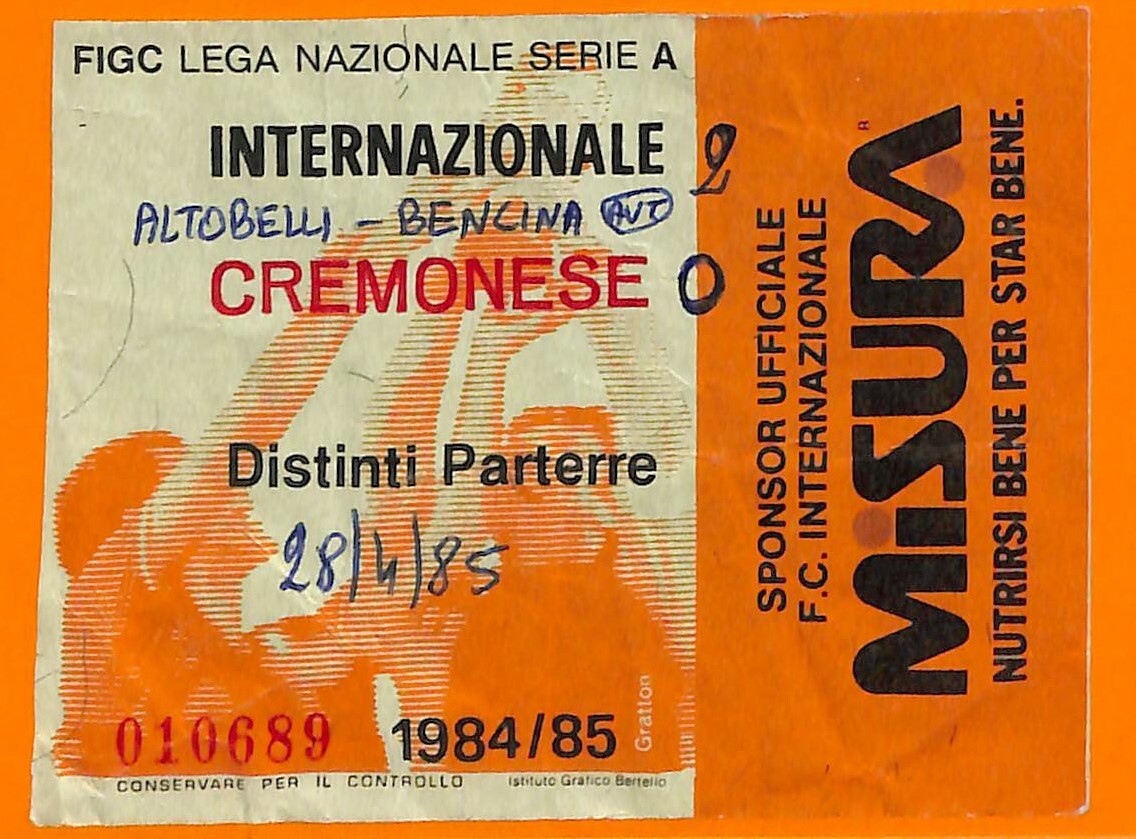 FIGC LEGA NAZIONALE SERIE A
INTERNAZIONALE 2
ALTOBELLI - BENCINA AUT
CREMONESE 0
Distinti Parterre
28/4/85
010689 1984/85
Gratton
CONSERVARE PER IL CONTROLLO Istituto Grafico Bertello
SPONSOR UFFICIALE
F.C. INTERNAZIONALE
MISURA R
NUTRIRSI BENE PER STAR BENE.